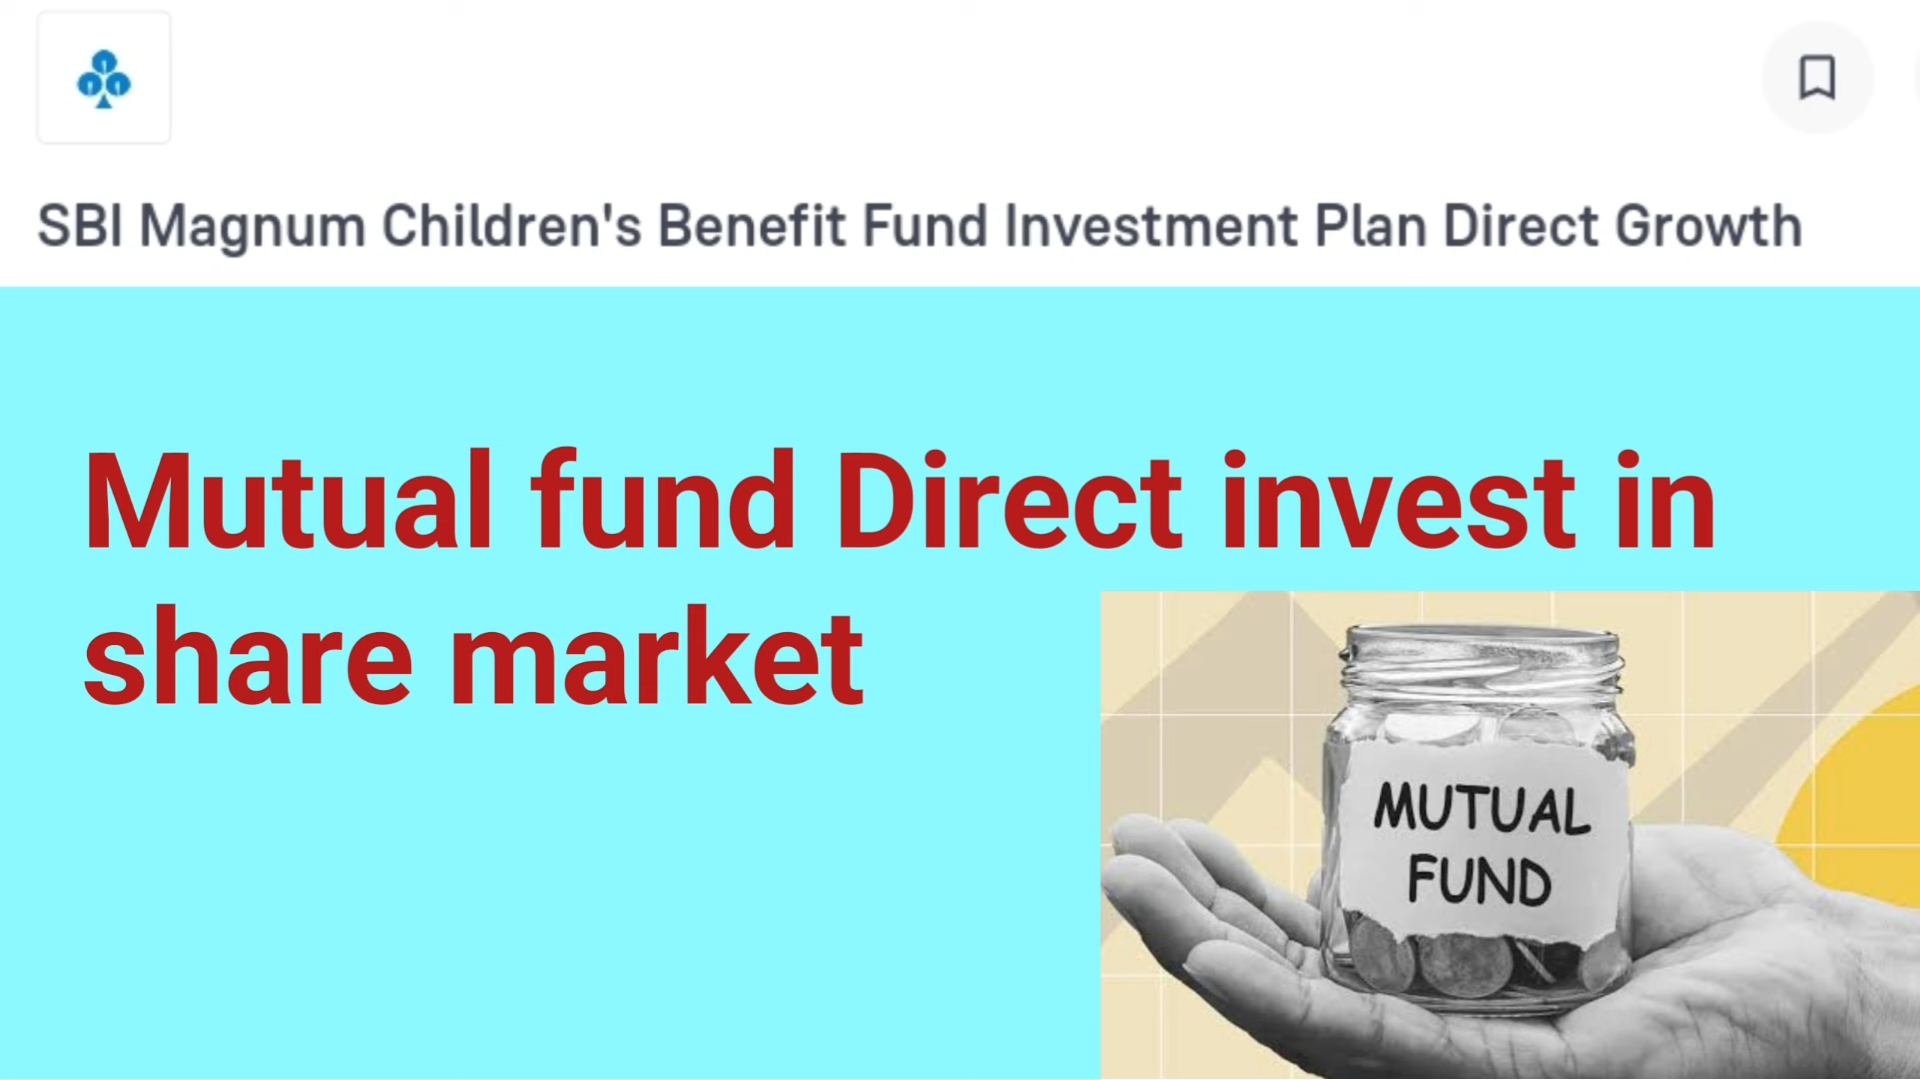 SBI Magnum Children's Benefit Fund Investment Plan Direct Growth
Mutual fund Direct invest in
share market
MUTUAL
FUND